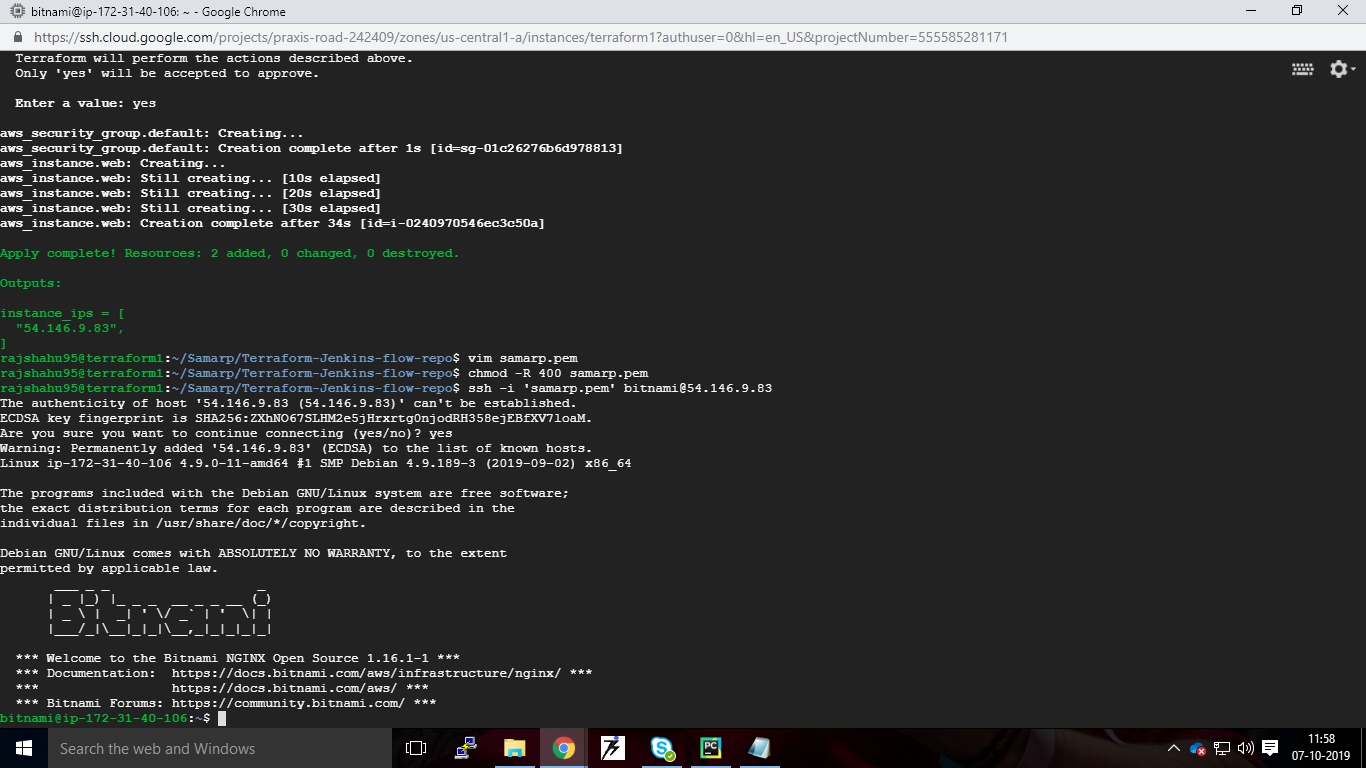 bitnami@ip-172-31-40-106: ~ - Google Chrome
https://ssh.cloud.google.com/projects/praxis-road-242409/zones/us-central1-a/instances/terraform1?authuser=0&hl=en_US&projectNumber=555585281171
Terraform will perform the actions described above.
Only 'yes' will be accepted to approve.
Enter a value: yes
aws_security_group.default: Creating...
aws_security_group.default: Creation complete after 1s [id=sg-01c26276b6d978813]
aws_instance.web: Creating...
aws_instance.web: Still creating... [10s elapsed]
aws_instance.web: Still creating... [20s elapsed]
aws_instance.web: Still creating... [30s elapsed]
aws_instance.web: Creation complete after 34s [id=i-0240970546ec3c50a]
Apply complete! Resources: 2 added, 0 changed, 0 destroyed.
Outputs:
instance_ips = [
"54.146.9.83",
]
rajshahu95@terraform1:~/Samarp/Terraform-Jenkins-flow-repo$ vim samarp.pem
rajshahu95@terraform1:~/Samarp/Terraform-Jenkins-flow-repo$ chmod -R 400 samarp.pem
rajshahu95@terraform1:~/Samarp/Terraform-Jenkins-flow-repo$ ssh -i 'samarp.pem' bitnami@54.146.9.83
The authenticity of host '54.146.9.83 (54.146.9.83)' can't be established.
ECDSA key fingerprint is SHA256:ZXhNO67SLHM2e5jHrxrtg0njodRH358ejEBfXV7loaM.
Are you sure you want to continue connecting (yes/no)? yes
Warning: Permanently added '54.146.9.83' (ECDSA) to the list of known hosts.
Linux ip-172-31-40-106 4.9.0-11-amd64 #1 SMP Debian 4.9.189-3 (2019-09-02) x86_64
The programs included with the Debian GNU/Linux system are free software;
the exact distribution terms for each program are described in the
individual files in /usr/share/doc/*/copyright.
Debian GNU/Linux comes with ABSOLUTELY NO WARRANTY, to the extent
permitted by applicable law.
Bitnami
*** Welcome to the Bitnami NGINX Open Source 1.16.1-1 ***
*** Documentation: https://docs.bitnami.com/aws/infrastructure/nginx/ ***
*** https://docs.bitnami.com/aws/ ***
*** Bitnami Forums: https://community.bitnami.com/ ***
bitnami@ip-172-31-40-106:~$
Search the web and Windows
PC
11:58
07-10-2019